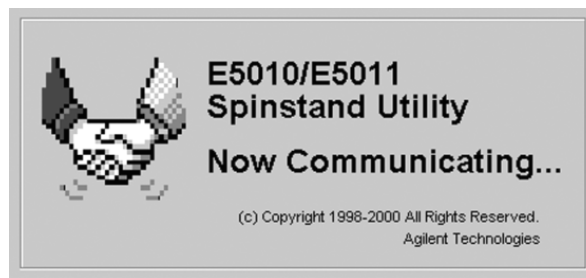 E5010/E5011
Spinstand Utility
Now Communicating...
(c) Copyright 1998-2000 All Rights Reserved.
Agilent Technologies